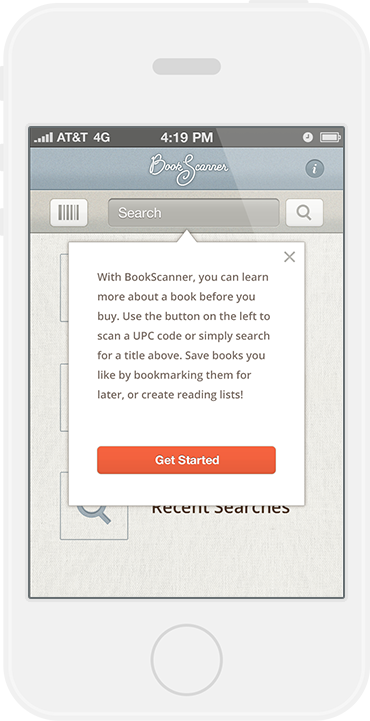 AT&T 4G 4:19 PM
BookScanner
i
Search
With BookScanner, you can learn
more about a book before you
buy. Use the button on the left to
scan a UPC code or simply search
for a title above. Save books you
like by bookmarking them for
later, or create reading lists!
Get Started
Recent Searches